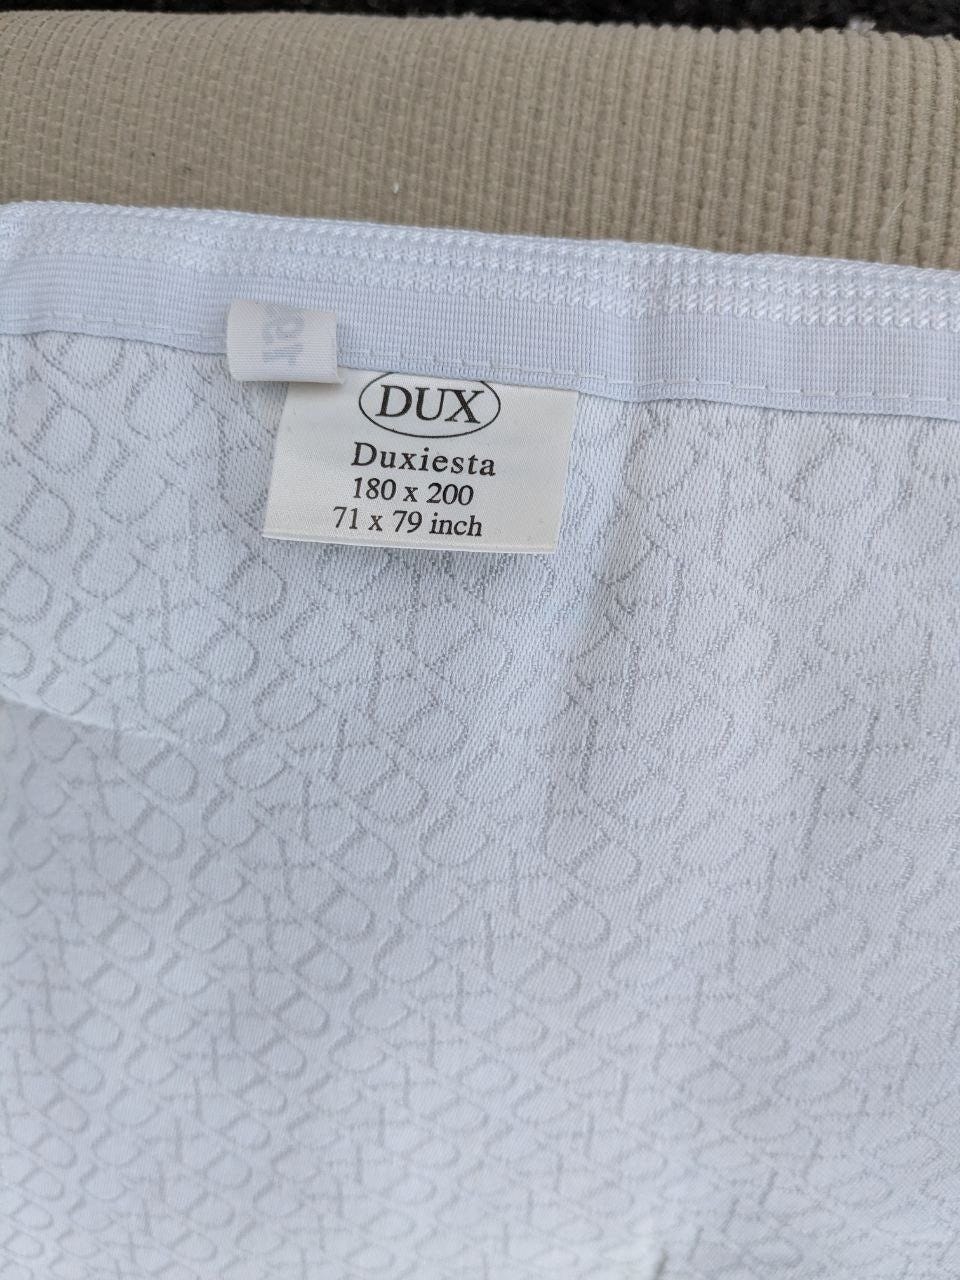 DUX
Duxiesta
180 x 200
71 x 79 inch